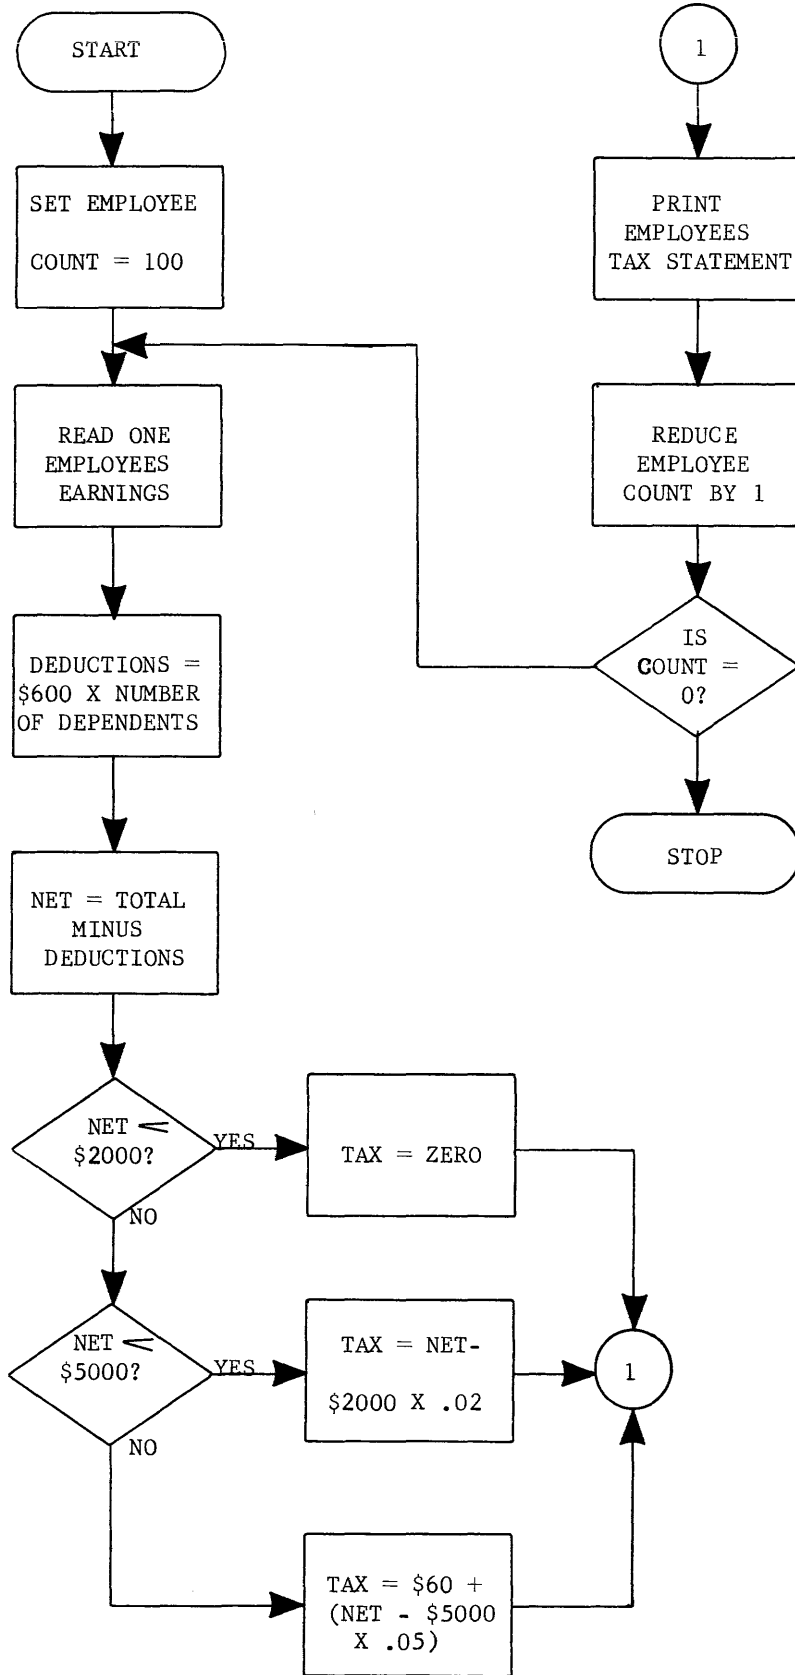 START
SET EMPLOYEE
COUNT = 100
READ ONE
EMPLOYEES
EARNINGS
DEDUCTIONS =
$600 X NUMBER
OF DEPENDENTS
NET = TOTAL
MINUS
DEDUCTIONS
NET <
$2000?
YES
NO
TAX = ZERO
NET <
$5000?
YES
NO
TAX = NET-
$2000 X .02
TAX = $60 +
(NET - $5000
X .05)
1
1
PRINT
EMPLOYEES
TAX STATEMENT
REDUCE
EMPLOYEE
COUNT BY 1
IS
COUNT =
0?
STOP